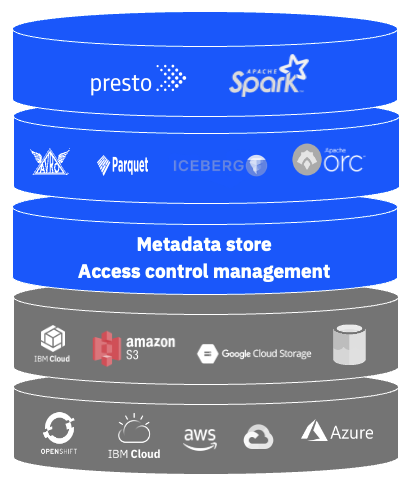 presto
APACHE
Spark
AVRO
Parquet
ICEBERG
Apache
orc
Metadata store
Access control management
IBM Cloud
amazon
S3
Google Cloud Storage
OPENSHIFT
IBM Cloud
aws
Azure